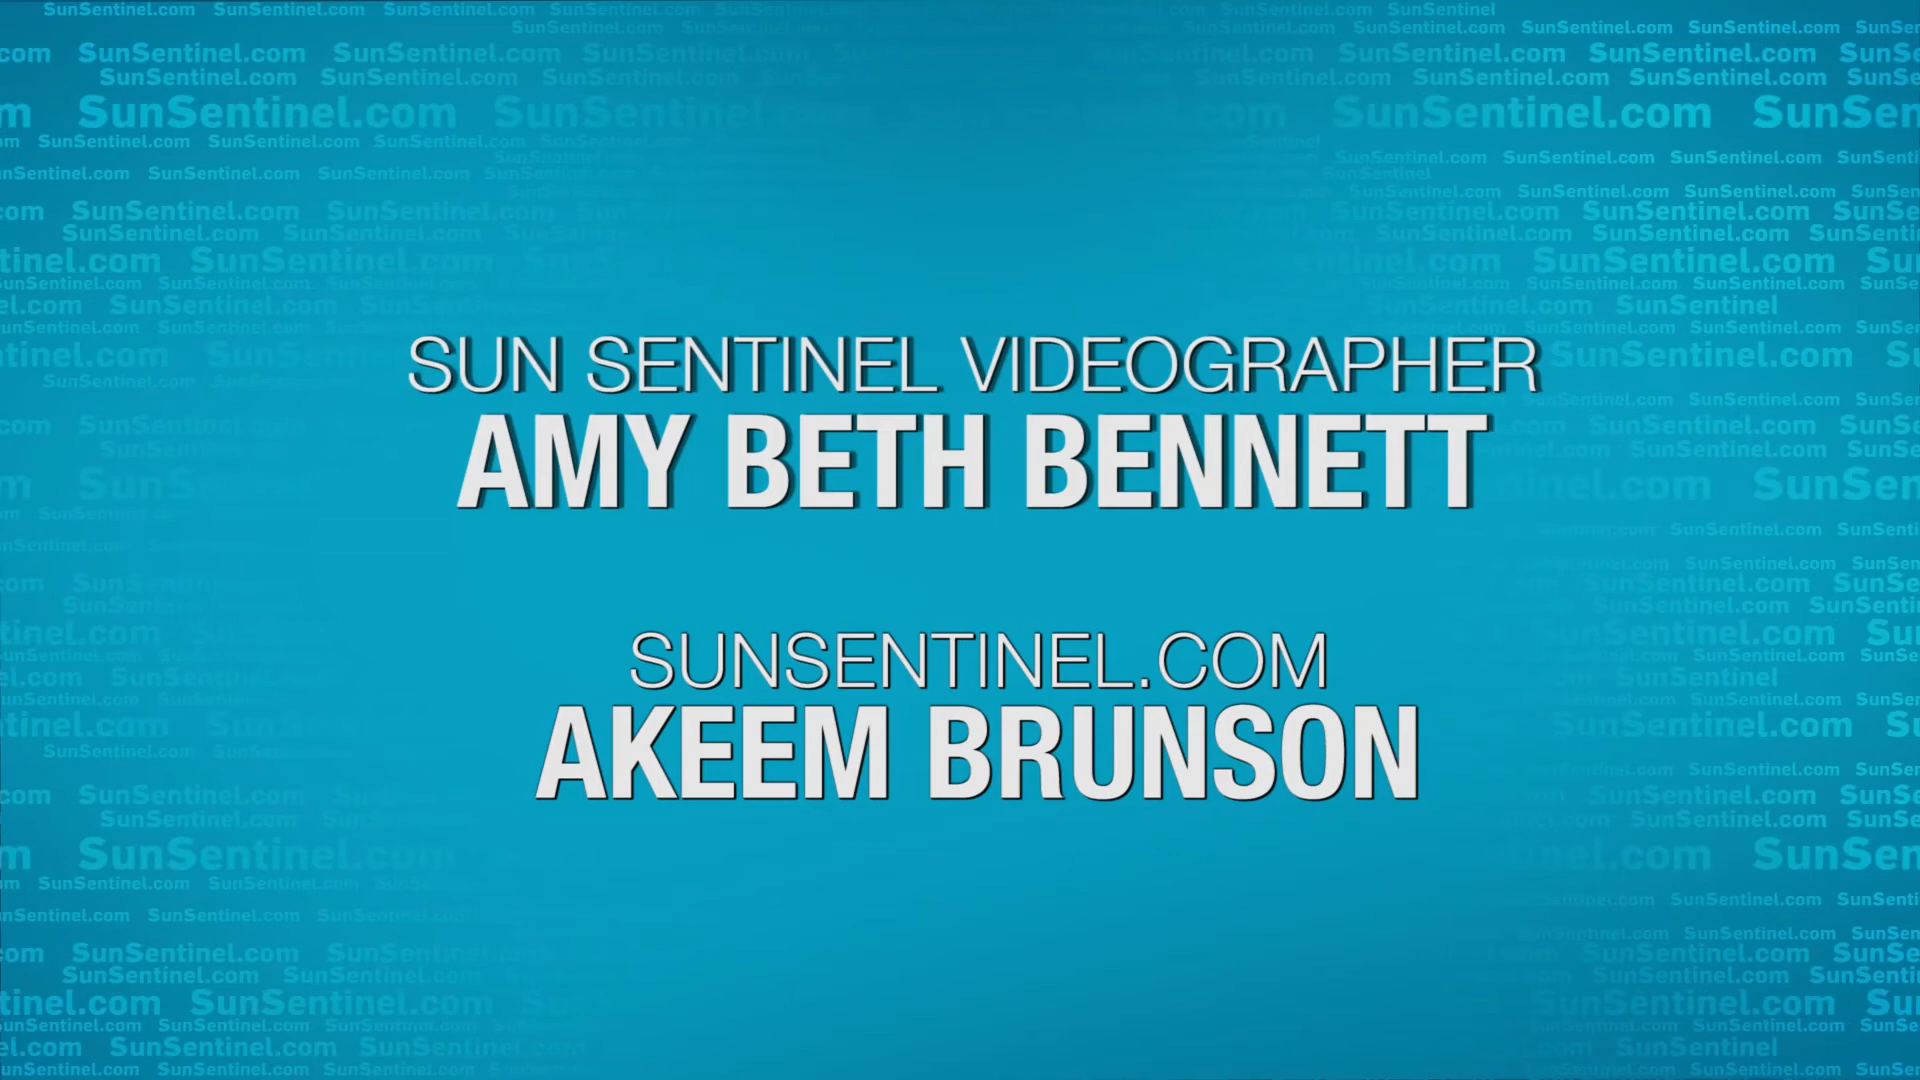 SUN SENTINEL VIDEOGRAPHER
AMY BETH BENNETT
SUNSENTINEL.COM
AKEEM BRUNSON